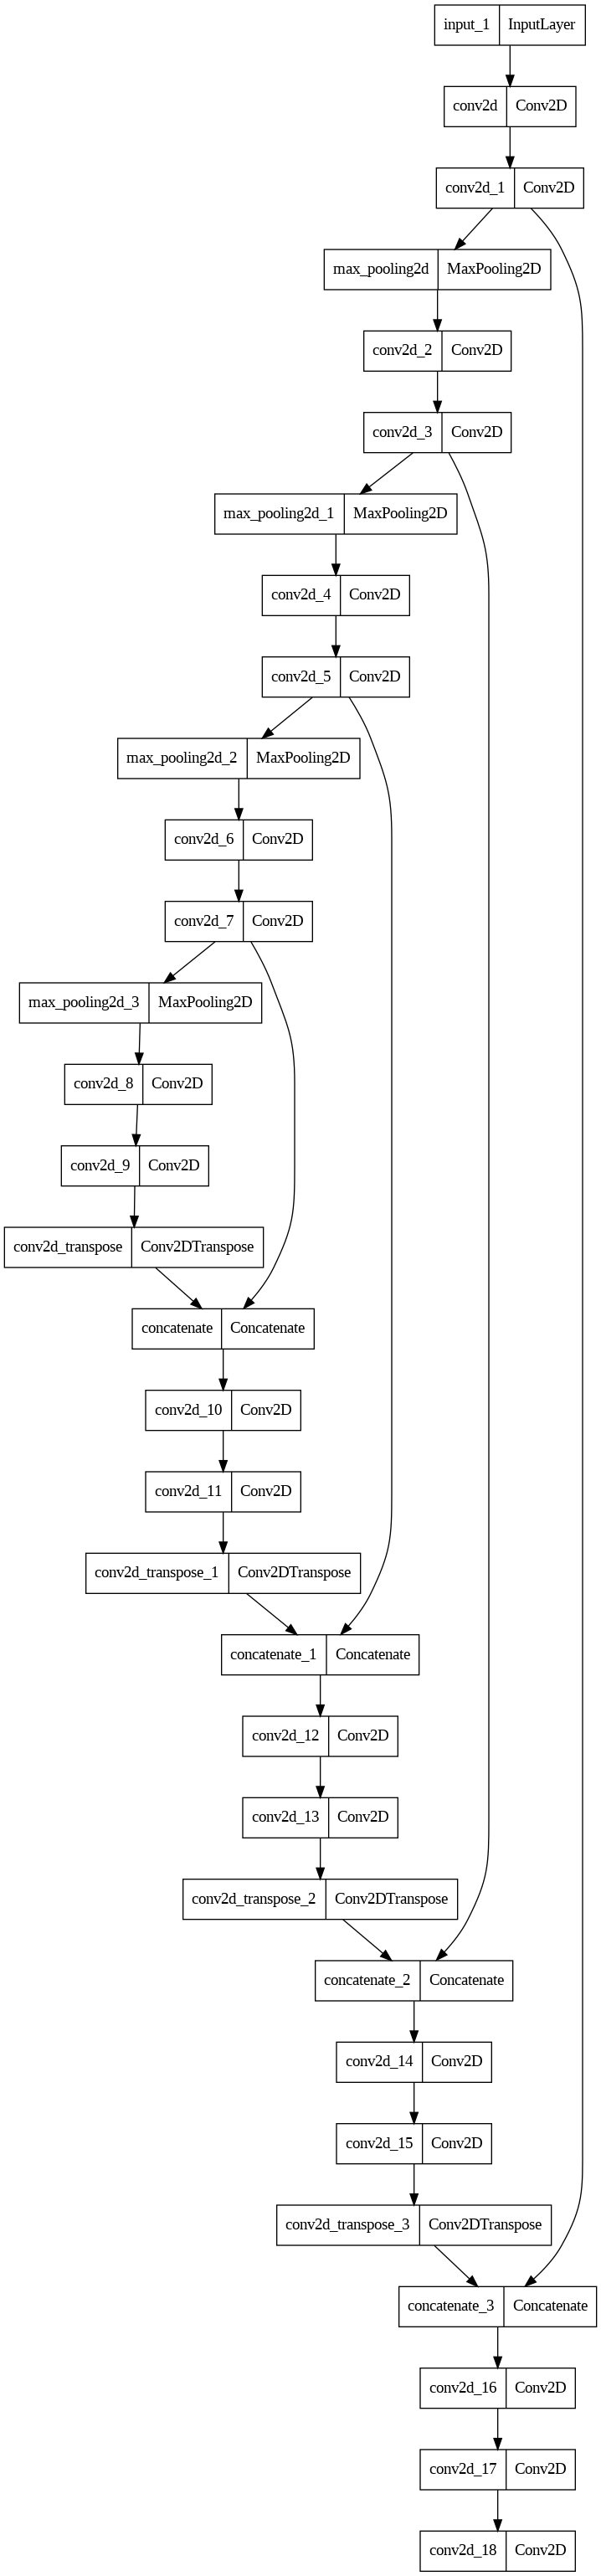 input_1 InputLayer
conv2d Conv2D
conv2d_1 Conv2D
max_pooling2d MaxPooling2D
conv2d_2 Conv2D
conv2d_3 Conv2D
max_pooling2d_1 MaxPooling2D
conv2d_4 Conv2D
conv2d_5 Conv2D
max_pooling2d_2 MaxPooling2D
conv2d_6 Conv2D
conv2d_7 Conv2D
max_pooling2d_3 MaxPooling2D
conv2d_8 Conv2D
conv2d_9 Conv2D
conv2d_transpose Conv2DTranspose
concatenate Concatenate
conv2d_10 Conv2D
conv2d_11 Conv2D
conv2d_transpose_1 Conv2DTranspose
concatenate_1 Concatenate
conv2d_12 Conv2D
conv2d_13 Conv2D
conv2d_transpose_2 Conv2DTranspose
concatenate_2 Concatenate
conv2d_14 Conv2D
conv2d_15 Conv2D
conv2d_transpose_3 Conv2DTranspose
concatenate_3 Concatenate
conv2d_16 Conv2D
conv2d_17 Conv2D
conv2d_18 Conv2D